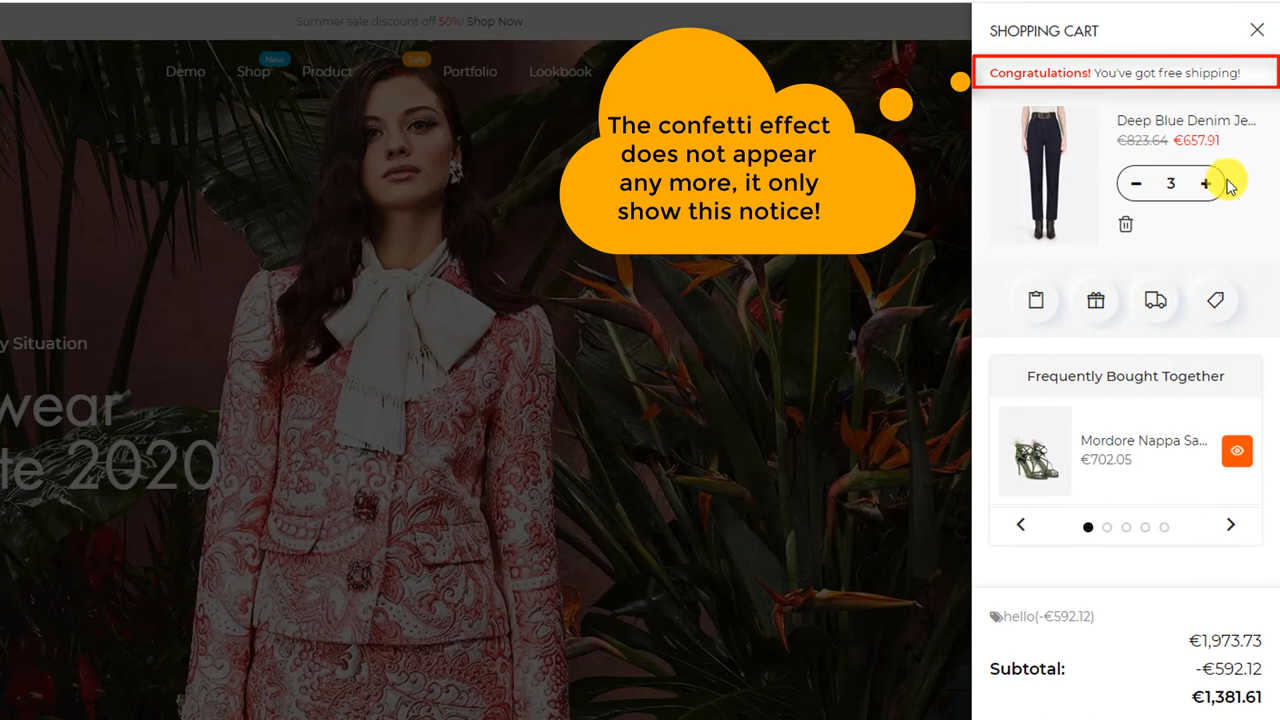 Summer sale discount off 50%! Shop Now
New
Sale
Demo Shop Product Portfolio Lookbook
The confetti effect
does not appear
any more, it only
show this notice!
y Situation
wear
te 2020
SHOPPING CART
Congratulations! You've got free shipping!
Deep Blue Denim Je...
€823.64 €657.91
3
Frequently Bought Together
Mordore Nappa Sa...
€702.05
hello(-€592.12)
€1,973.73
Subtotal: -€592.12
€1,381.61